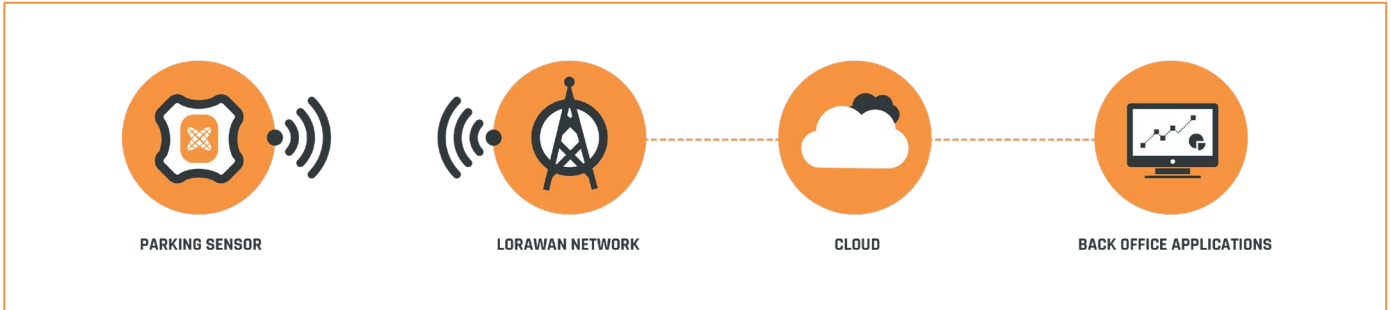 PARKING SENSOR
LORAWAN NETWORK
CLOUD
BACK OFFICE APPLICATIONS